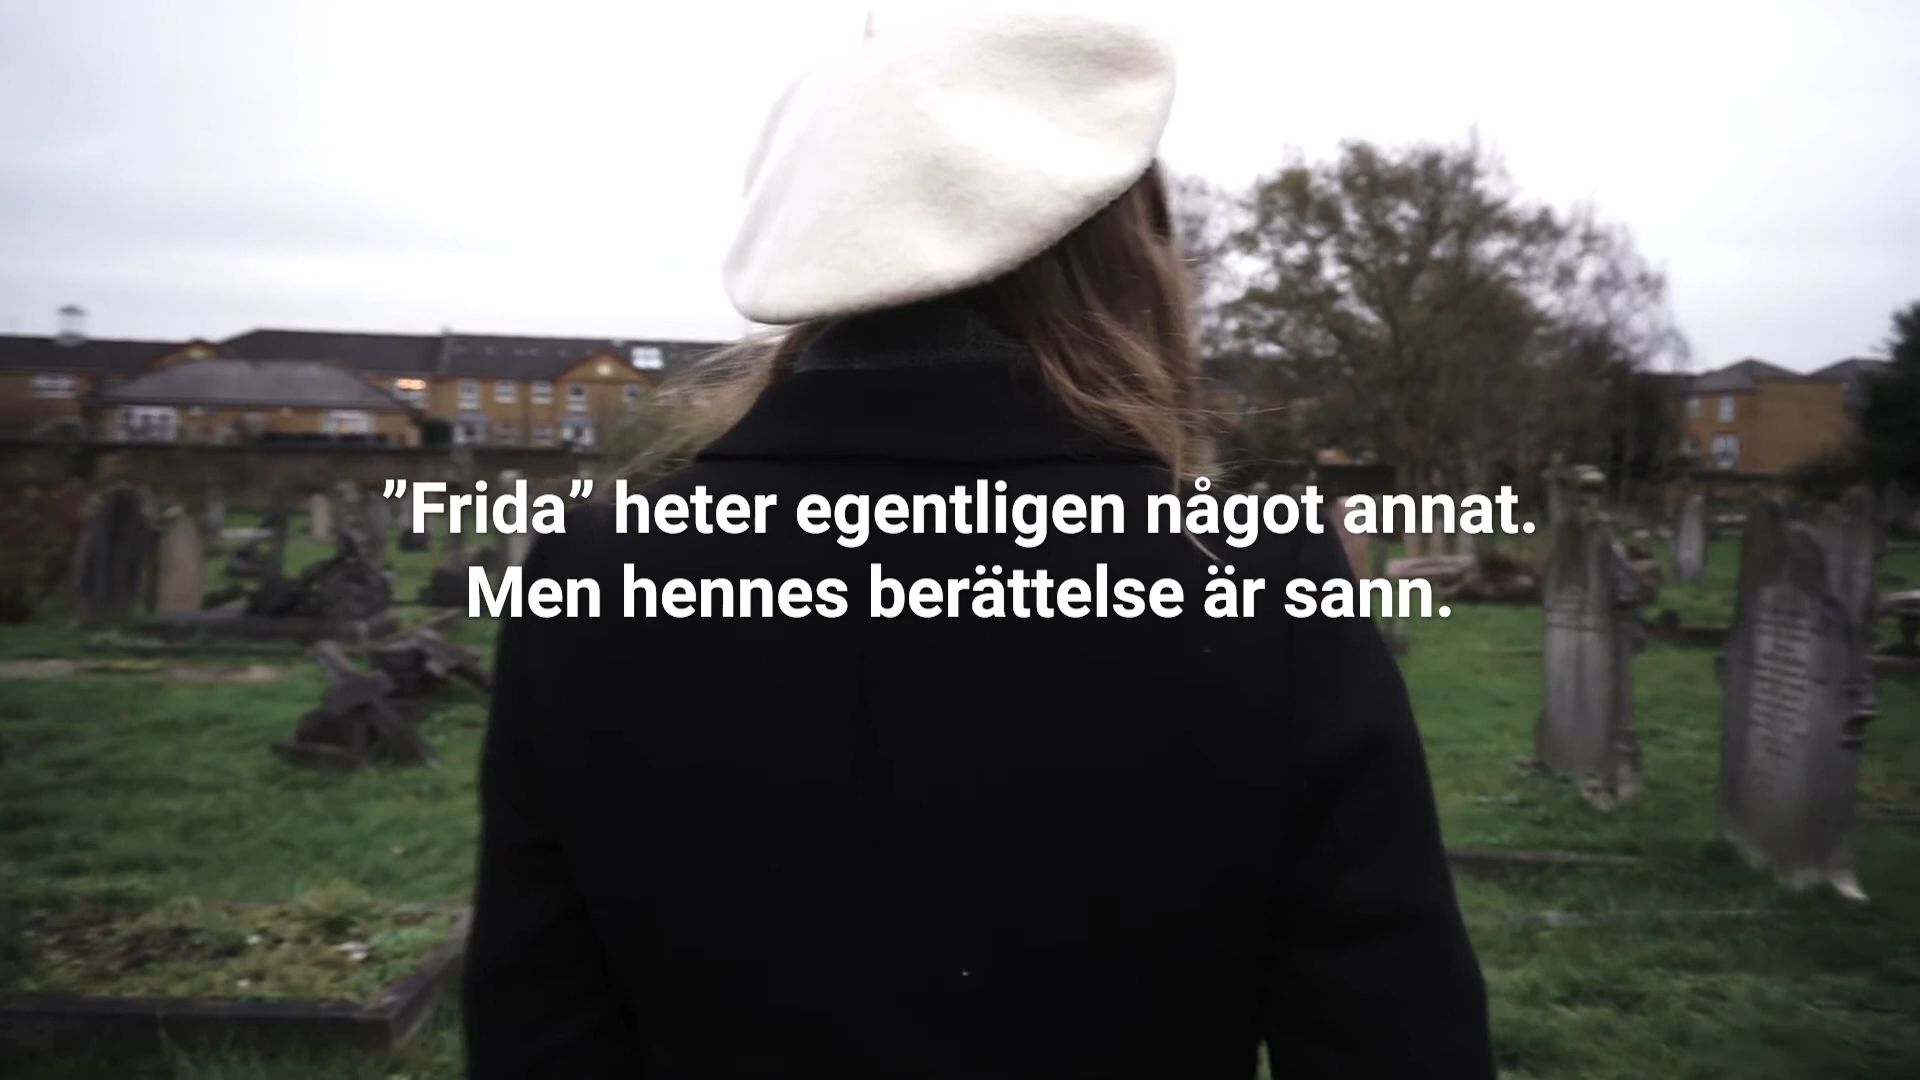 ”Frida” heter egentligen något annat.
Men hennes berättelse är sann.